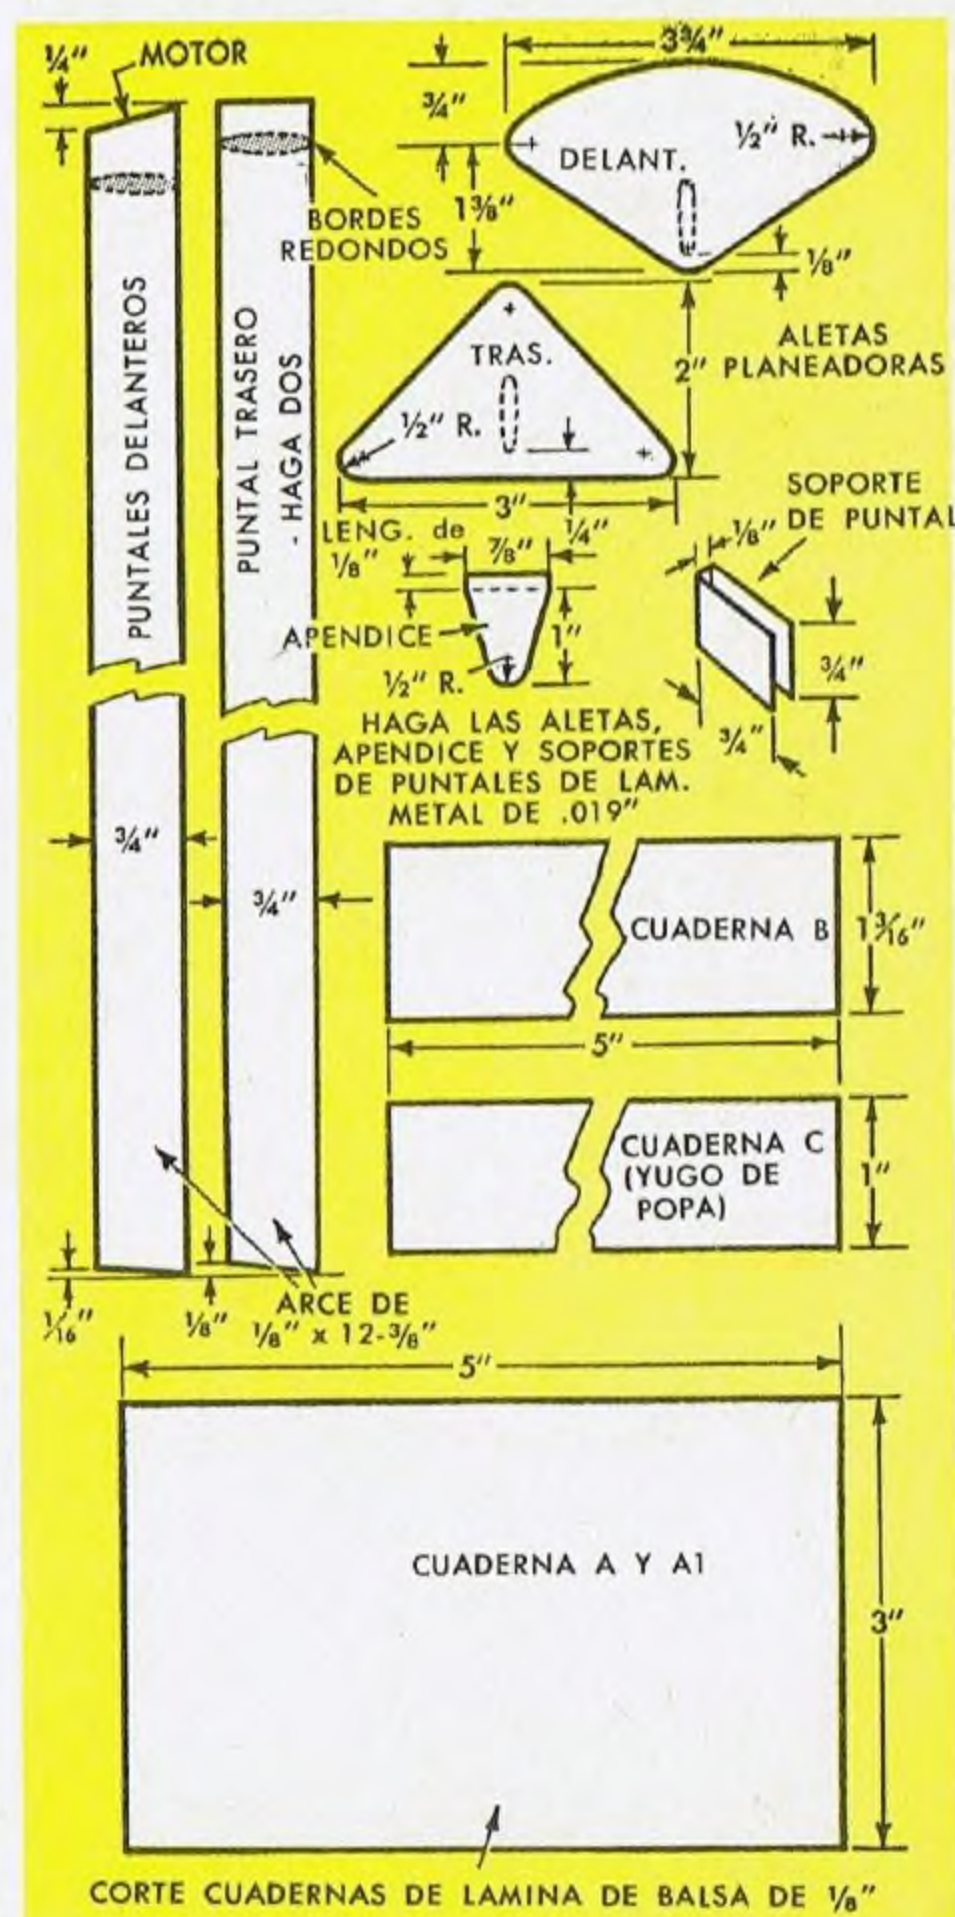 ¼"
MOTOR
3¾"
¾"
½" R.
DELANT.
1⅜"
BORDES
REDONDOS
⅛"
PUNTALES DELANTEROS
PUNTAL TRASERO
- HAGA DOS
ALETAS
PLANEADORAS
TRAS.
2"
½" R.
3"
¼"
SOPORTE
DE PUNTAL
⅛"
LENG. de
⅛"
⅞"
APENDICE
1"
½" R.
¾"
¾"
HAGA LAS ALETAS,
APENDICE Y SOPORTES
DE PUNTALES DE LAM.
METAL DE .019"
¾"
¾"
CUADERNA B
1 3/16"
5"
CUADERNA C
(YUGO DE
POPA)
1"
1/16"
⅛"
ARCE DE
⅛" x 12-⅜"
5"
CUADERNA A Y A1
3"
CORTE CUADERNAS DE LAMINA DE BALSA DE ⅛"